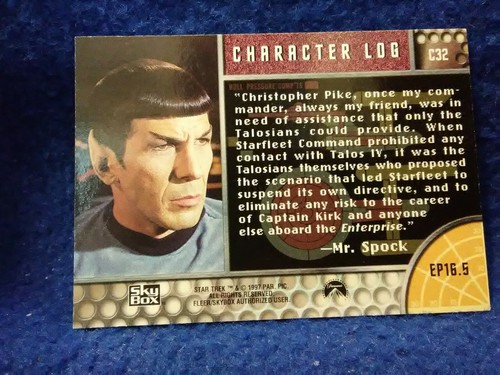 CHARACTER LOG
C32
"Christopher Pike, once my com-
mander, always my friend, was in
need of assistance that only the
Talosians could provide. When
Starfleet Command prohibited any
contact with Talos IV, it was the
Talosians themselves who proposed
the scenario that led Starfleet to
suspend its own directive, and to
eliminate any risk to the career
of Captain Kirk and anyone
else aboard the Enterprise."
—Mr. Spock
EP16.5
SkyBox
STAR TREK ™ & © 1997 PAR. PIC
ALL RIGHTS RESERVED
FLEER/SKYBOX AUTHORIZED USER
Paramount